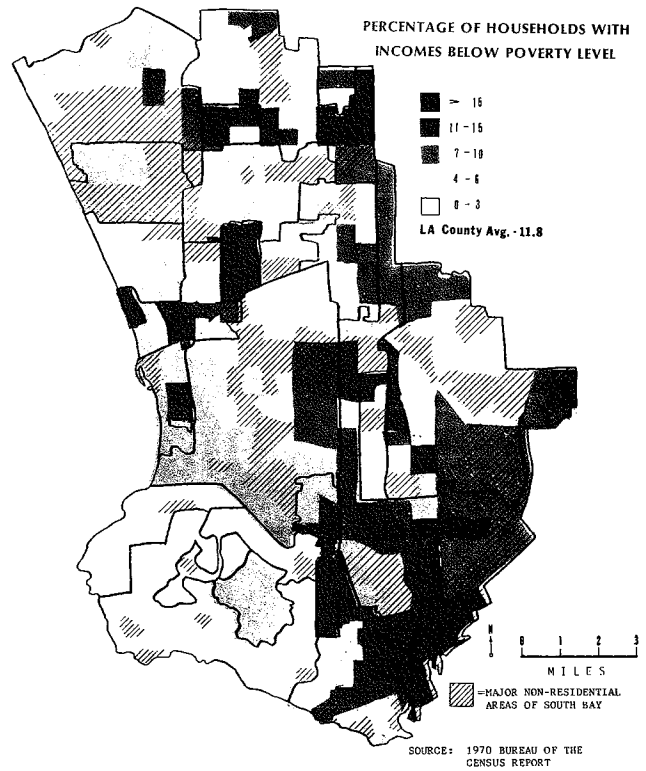 PERCENTAGE OF HOUSEHOLDS WITH
INCOMES BELOW POVERTY LEVEL
> 15
11-15
7-10
4-6
0-3
LA County Avg.-11.8
N
0 1 2 3
MILES
=MAJOR NON-RESIDENTIAL
AREAS OF SOUTH BAY
SOURCE: 1970 BUREAU OF THE
CENSUS REPORT